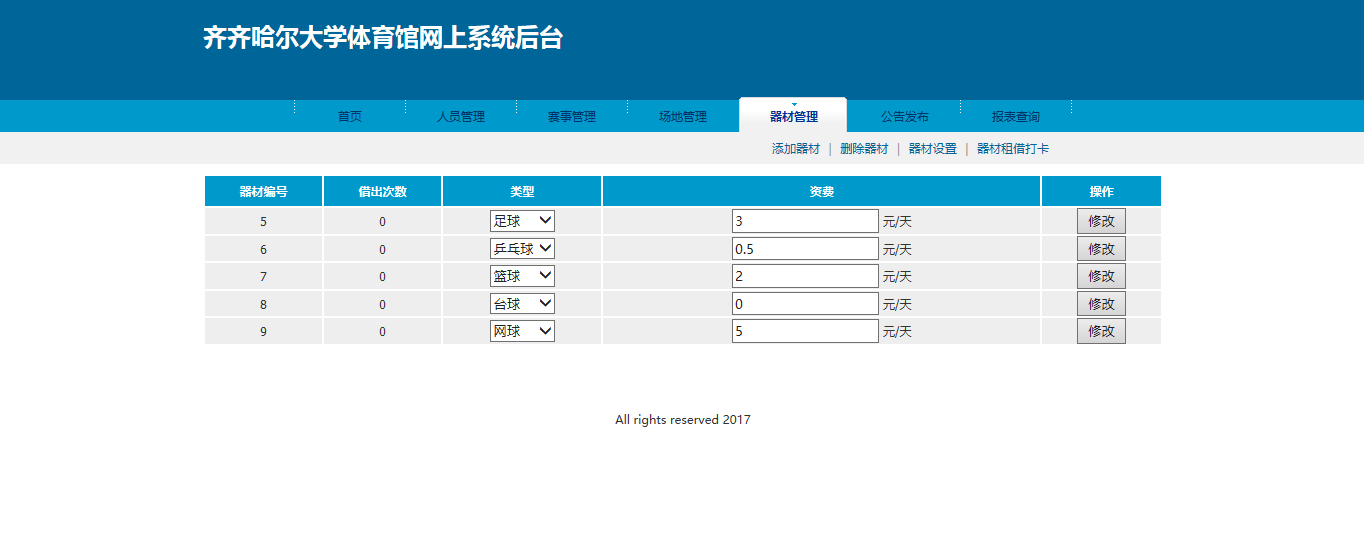 齐齐哈尔大学体育馆网上系统后台
首页 人员管理 赛事管理 场地管理 器材管理 公告发布 报表查询
添加器材 | 删除器材 | 器材设置 | 器材租借打卡
器材编号 借出次数 类型 资费 操作
5 0 足球 3 元/天 修改
6 0 乒乓球 0.5 元/天 修改
7 0 篮球 2 元/天 修改
8 0 台球 0 元/天 修改
9 0 网球 5 元/天 修改
All rights reserved 2017